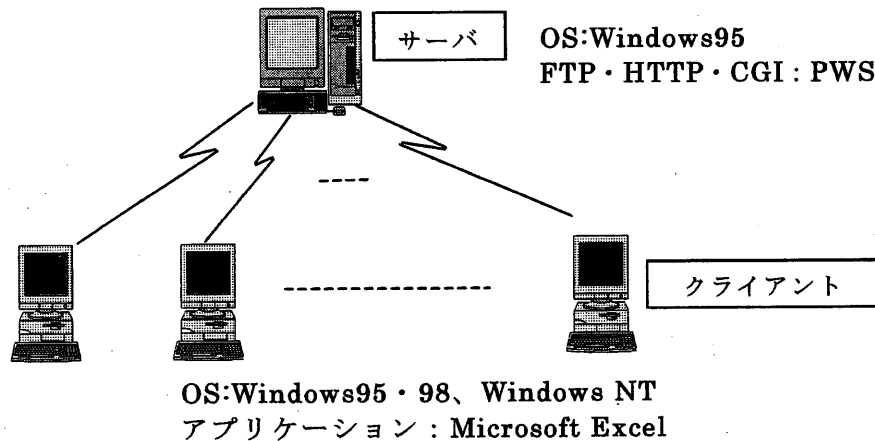 サーバ
OS:Windows95
FTP・HTTP・CGI : PWS
クライアント
OS:Windows95・98、Windows NT
アプリケーション : Microsoft Excel